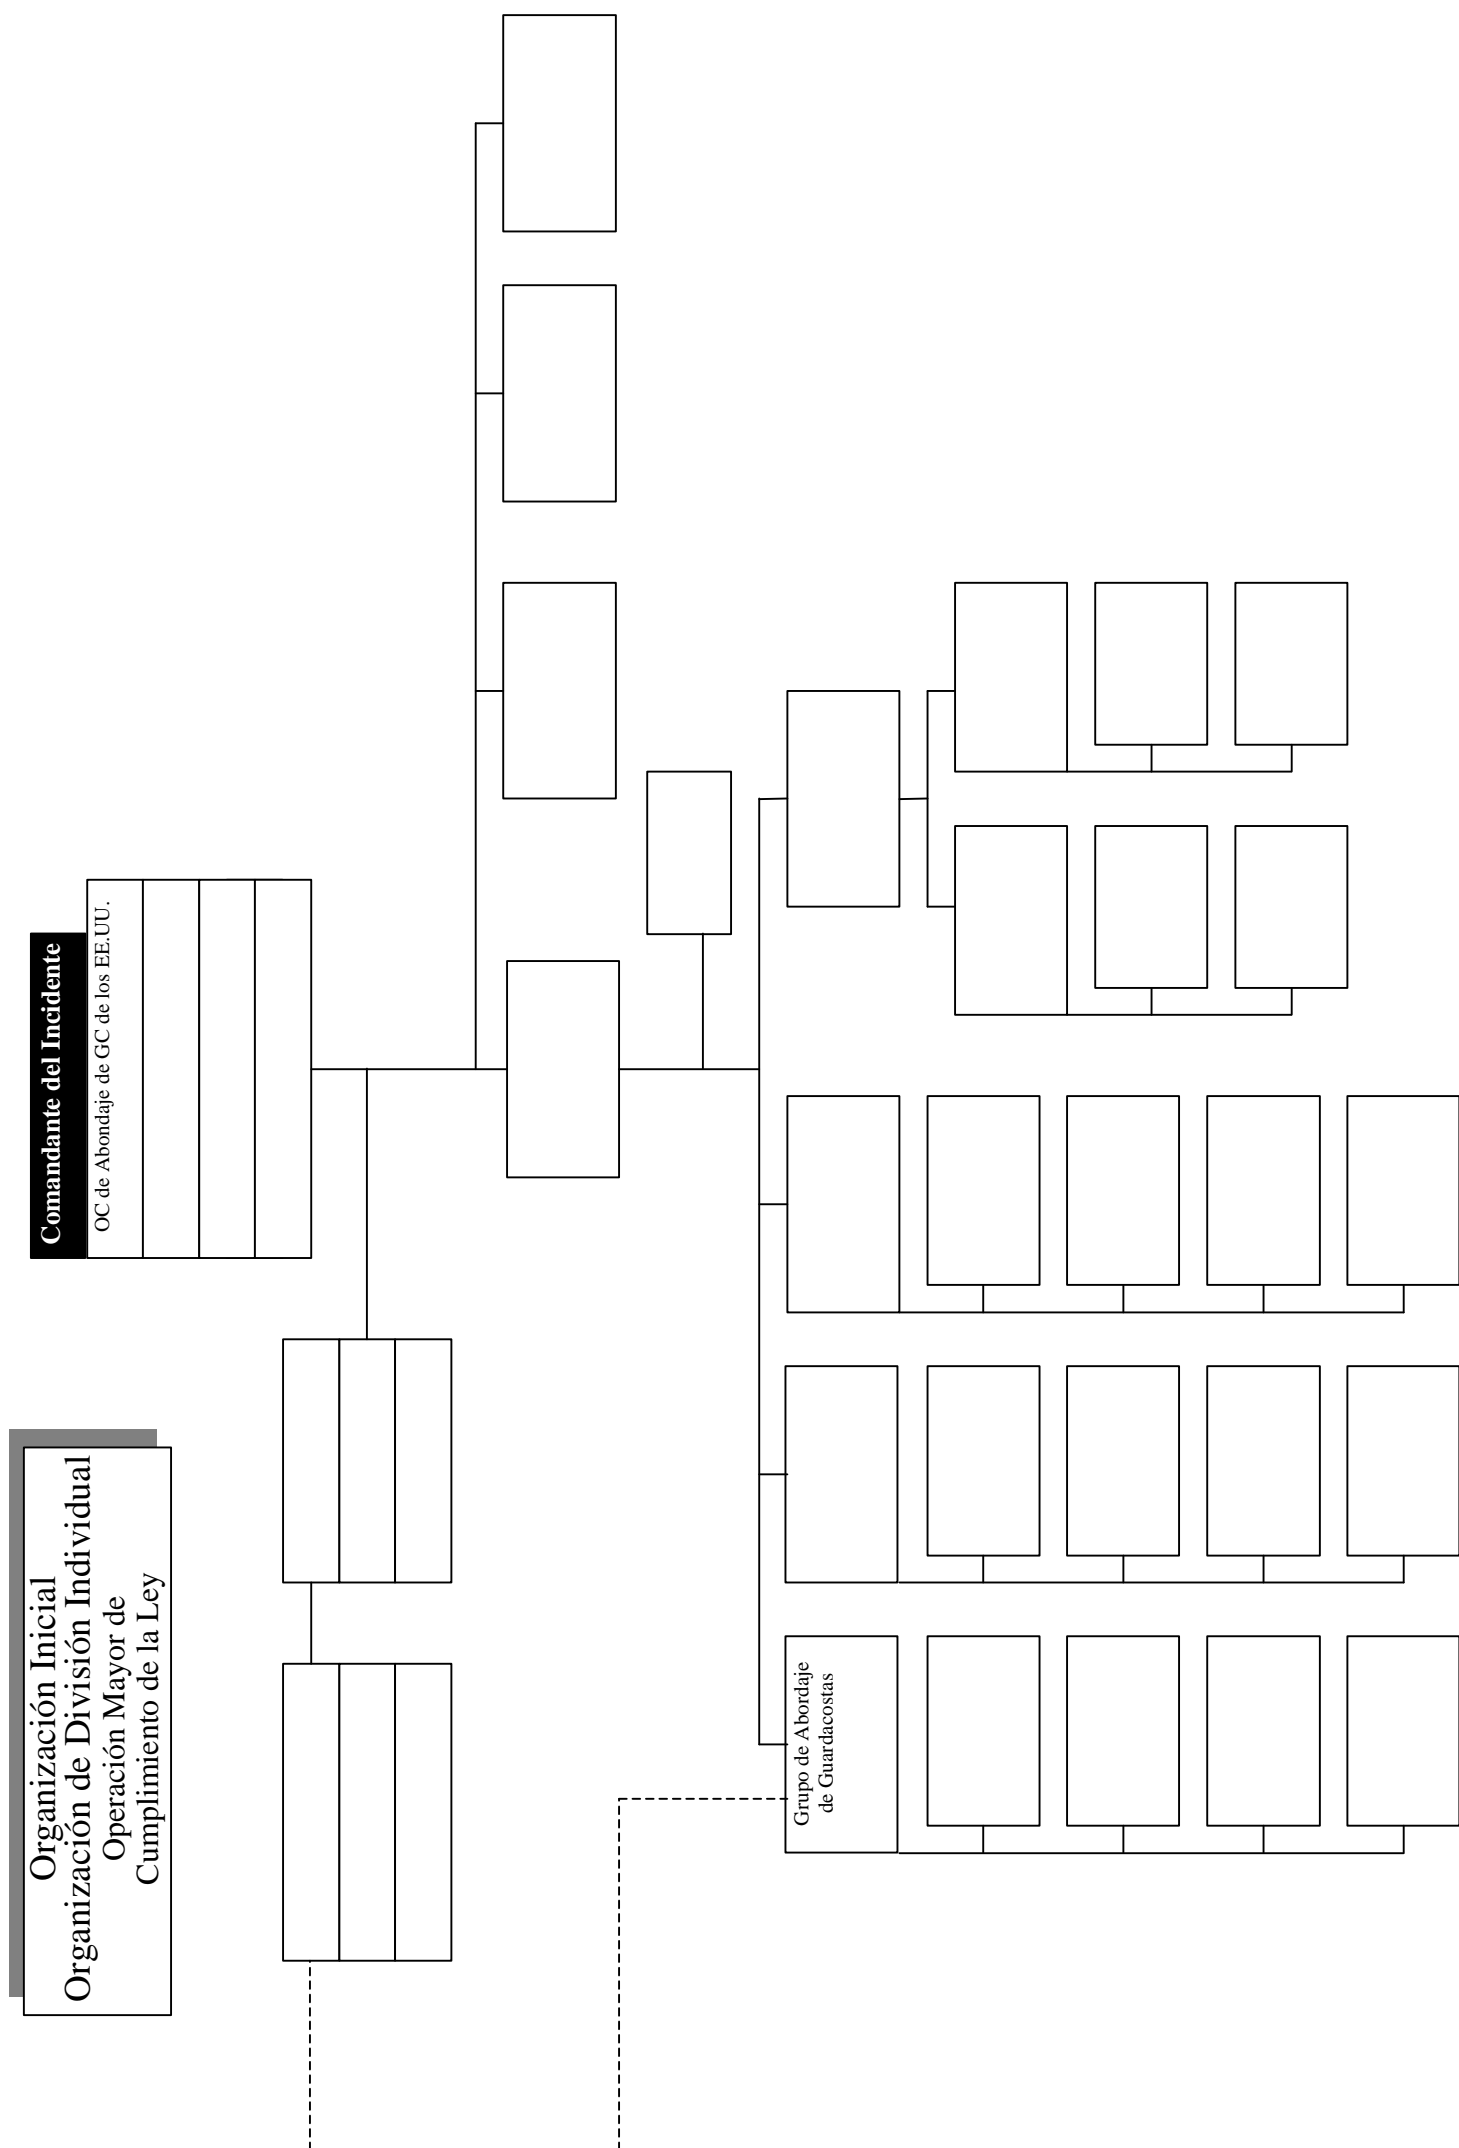 Organización Inicial
Organización de División Individual
Operación Mayor de
Cumplimiento de la Ley
Comandante del Incidente
OC de Abondaje de GC de los EE.UU.
Grupo de Abordaje
de Guardacostas